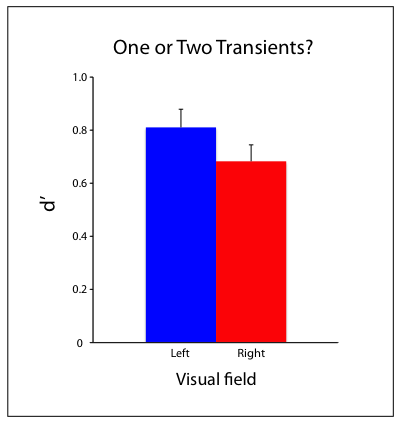 One or Two Transients?
1.0
0.8
0.6
0.4
0.2
0
d′
Left Right
Visual field